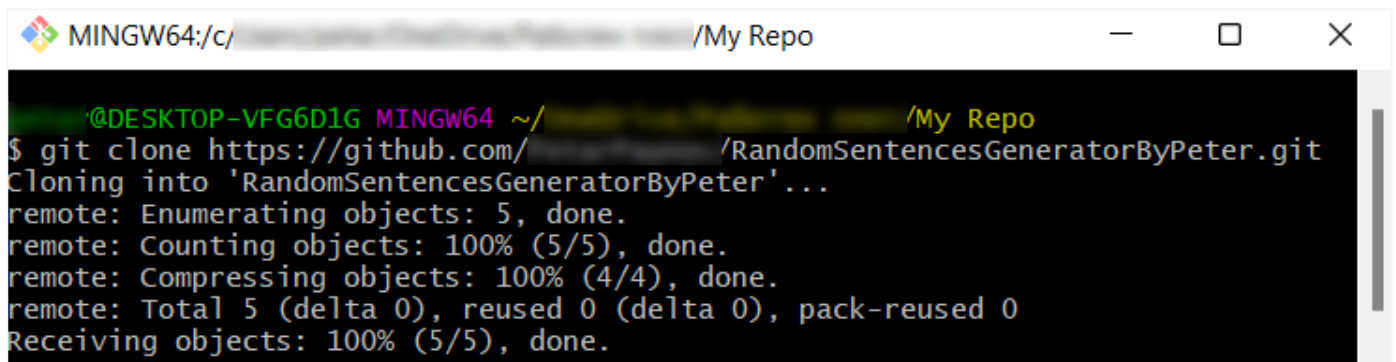 MINGW64:/c/ /My Repo
@DESKTOP-VFG6D1G MINGW64 ~/ /My Repo
$ git clone https://github.com/ /RandomSentencesGeneratorByPeter.git
Cloning into 'RandomSentencesGeneratorByPeter'...
remote: Enumerating objects: 5, done.
remote: Counting objects: 100% (5/5), done.
remote: Compressing objects: 100% (4/4), done.
remote: Total 5 (delta 0), reused 0 (delta 0), pack-reused 0
Receiving objects: 100% (5/5), done.